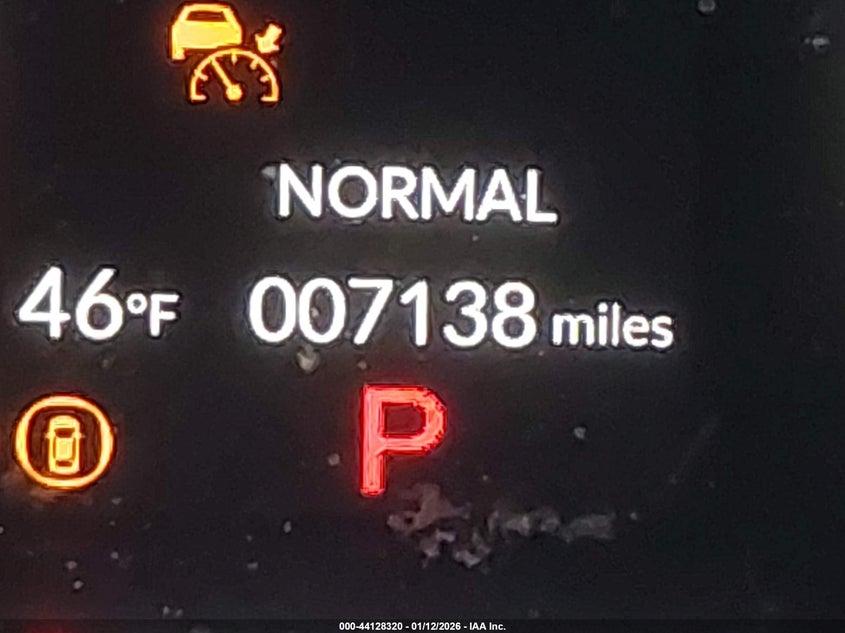 NORMAL
46°F 007138 miles
P
000-44128320 - 01/12/2026 - IAA Inc.